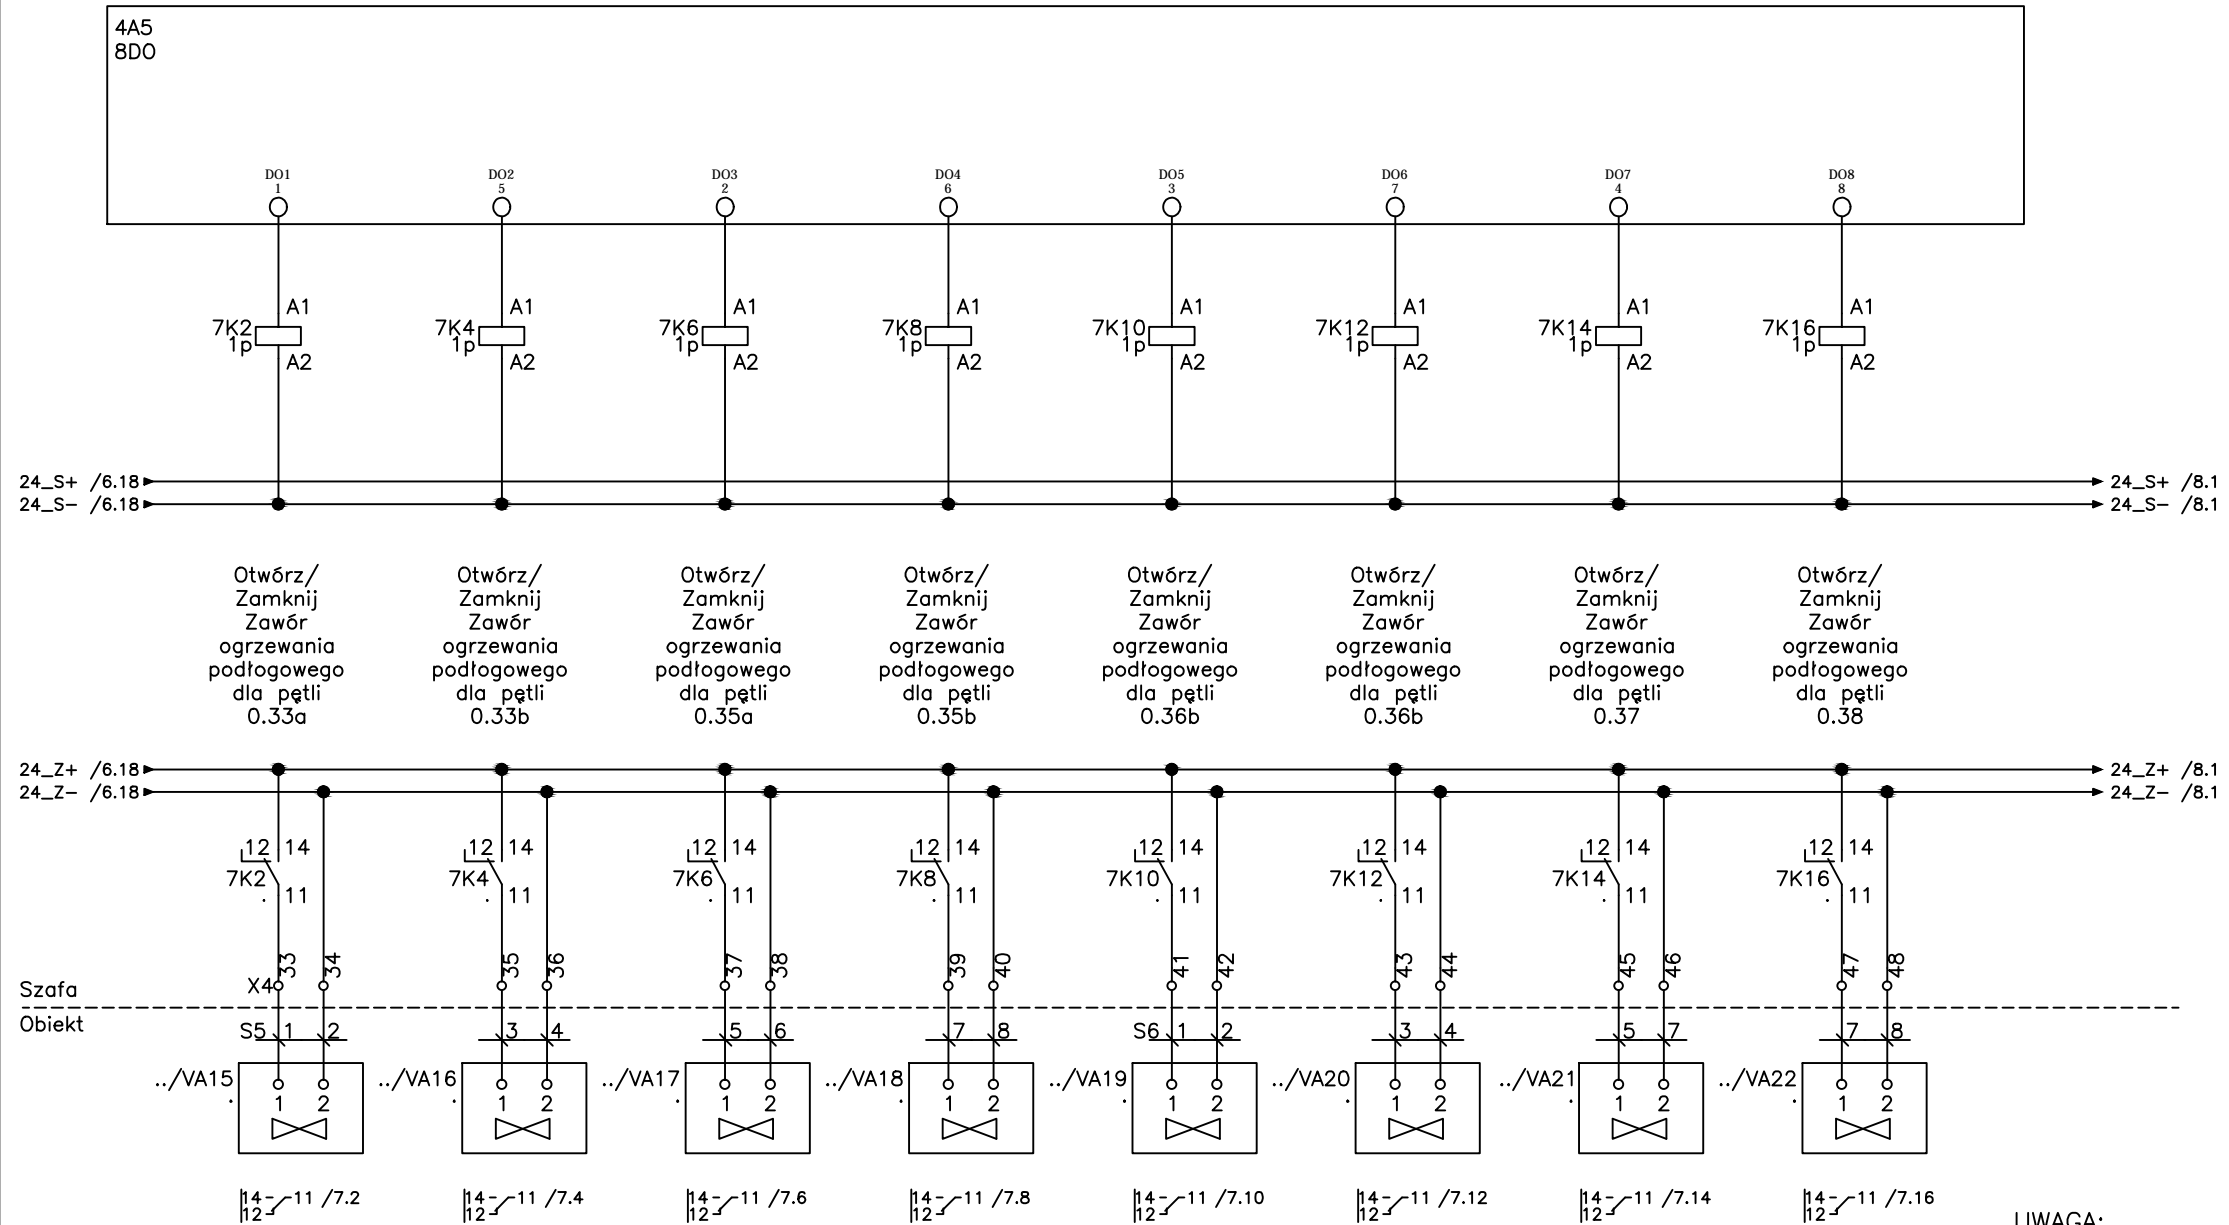 4A5
8DO
DO1 DO2 DO3 DO4 DO5 DO6 DO7 DO8
1 5 2 6 3 7 4 8
A1 A1 A1 A1 A1 A1 A1 A1
7K2 7K4 7K6 7K8 7K10 7K12 7K14 7K16
1p 1p 1p 1p 1p 1p 1p 1p
A2 A2 A2 A2 A2 A2 A2 A2
24_S+ /6.18 24_S+ /8.1
24_S- /6.18 24_S- /8.1
Otwórz/ Otwórz/ Otwórz/ Otwórz/ Otwórz/ Otwórz/ Otwórz/ Otwórz/
Zamknij Zamknij Zamknij Zamknij Zamknij Zamknij Zamknij Zamknij
Zawór Zawór Zawór Zawór Zawór Zawór Zawór Zawór
ogrzewania ogrzewania ogrzewania ogrzewania ogrzewania ogrzewania ogrzewania ogrzewania
podłogowego podłogowego podłogowego podłogowego podłogowego podłogowego podłogowego podłogowego
dla pętli dla pętli dla pętli dla pętli dla pętli dla pętli dla pętli dla pętli
0.33a 0.33b 0.35a 0.35b 0.36b 0.36b 0.37 0.38
24_Z+ /6.18 24_Z+ /8.1
24_Z- /6.18 24_Z- /8.1
12 14 12 14 12 14 12 14 12 14 12 14 12 14 12 14
7K2 7K4 7K6 7K8 7K10 7K12 7K14 7K16
. 11 . 11 . 11 . 11 . 11 . 11 . 11 . 11
33 34 35 36 37 38 39 40 41 42 43 44 45 46 47 48
Szafa X4
Obiekt S5 1 2 3 4 5 6 7 8 S6 1 2 3 4 5 7 7 8
../VA15 ../VA16 ../VA17 ../VA18 ../VA19 ../VA20 ../VA21 ../VA22
. 1 2 . 1 2 . 1 2 . 1 2 . 1 2 . 1 2 . 1 2 . 1 2
14 11 /7.2 14 11 /7.4 14 11 /7.6 14 11 /7.8 14 11 /7.10 14 11 /7.12 14 11 /7.14 14 11 /7.16
12 12 12 12 12 12 12 12
UWAGA: